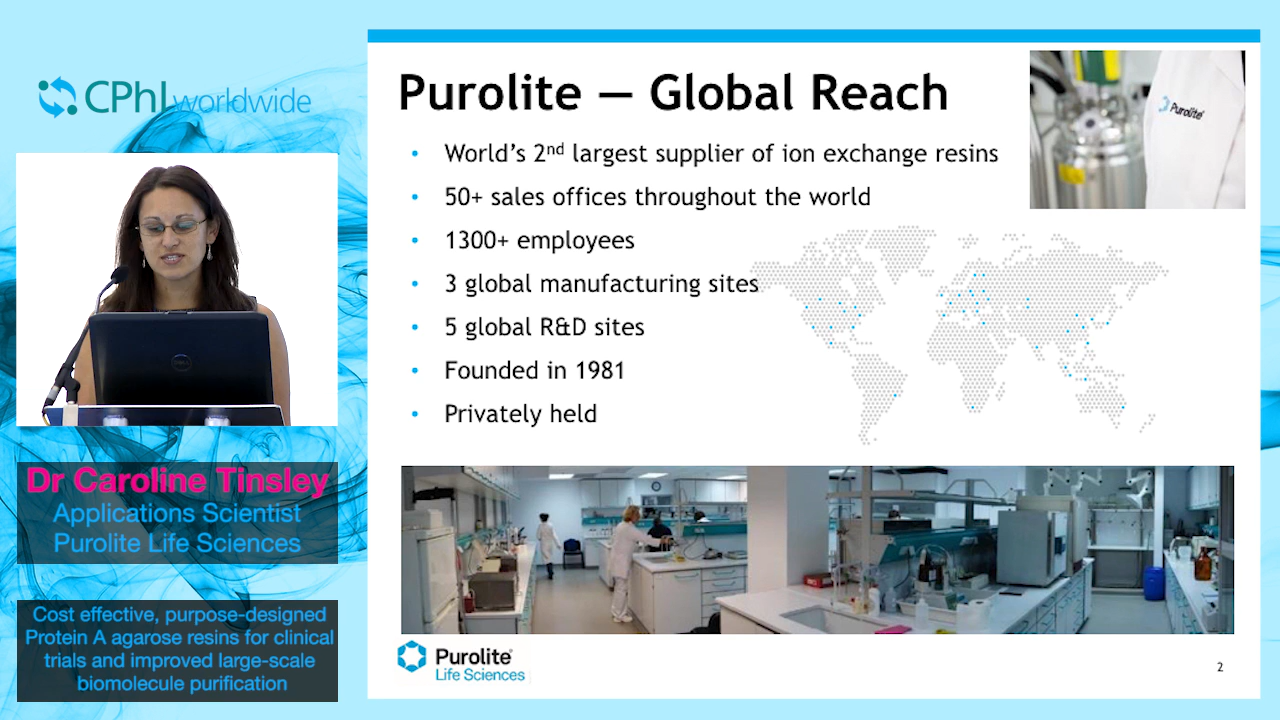 CPhI worldwide
Dr Caroline Tinsley
Applications Scientist
Purolite Life Sciences
Cost effective, purpose-designed
Protein A agarose resins for clinical
trials and improved large-scale
biomolecule purification
Purolite — Global Reach
• World's 2nd largest supplier of ion exchange resins
• 50+ sales offices throughout the world
• 1300+ employees
• 3 global manufacturing sites
• 5 global R&D sites
• Founded in 1981
• Privately held
Purolite
Purolite®
Life Sciences
2